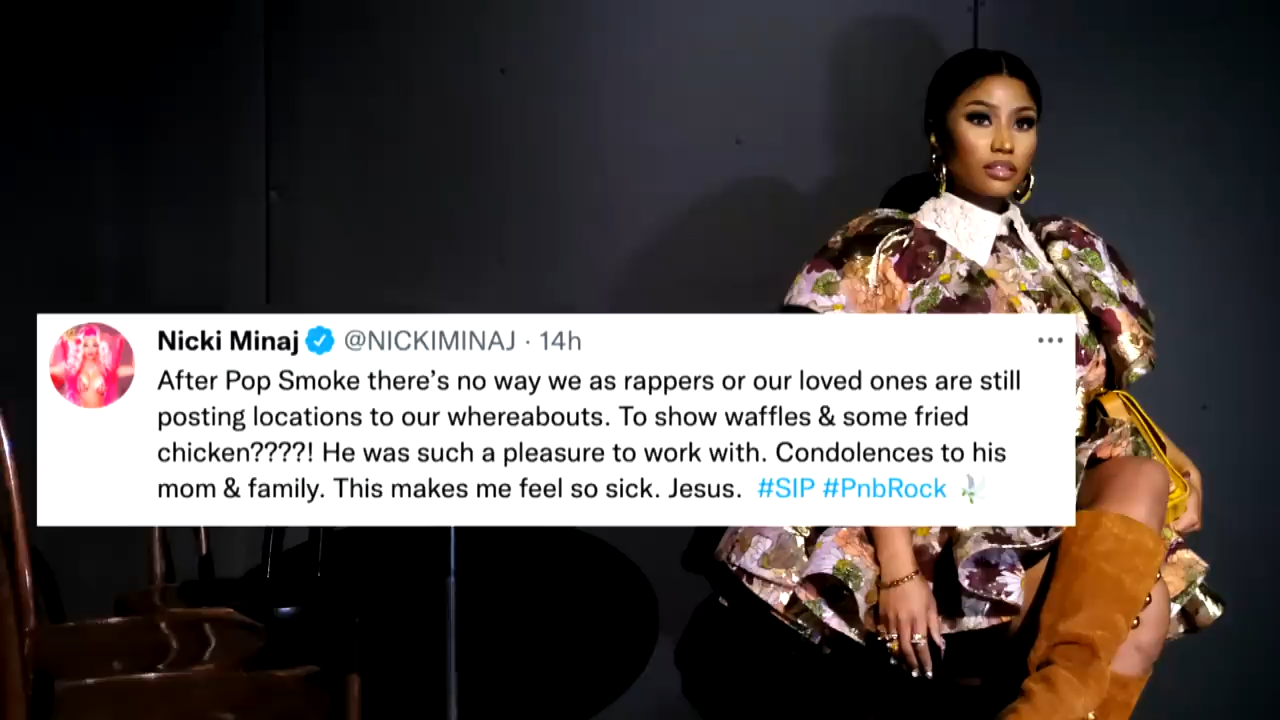 Nicki Minaj @NICKIMINAJ · 14h
After Pop Smoke there's no way we as rappers or our loved ones are still
posting locations to our whereabouts. To show waffles & some fried
chicken????! He was such a pleasure to work with. Condolences to his
mom & family. This makes me feel so sick. Jesus. #SIP #PnbRock 🕊️